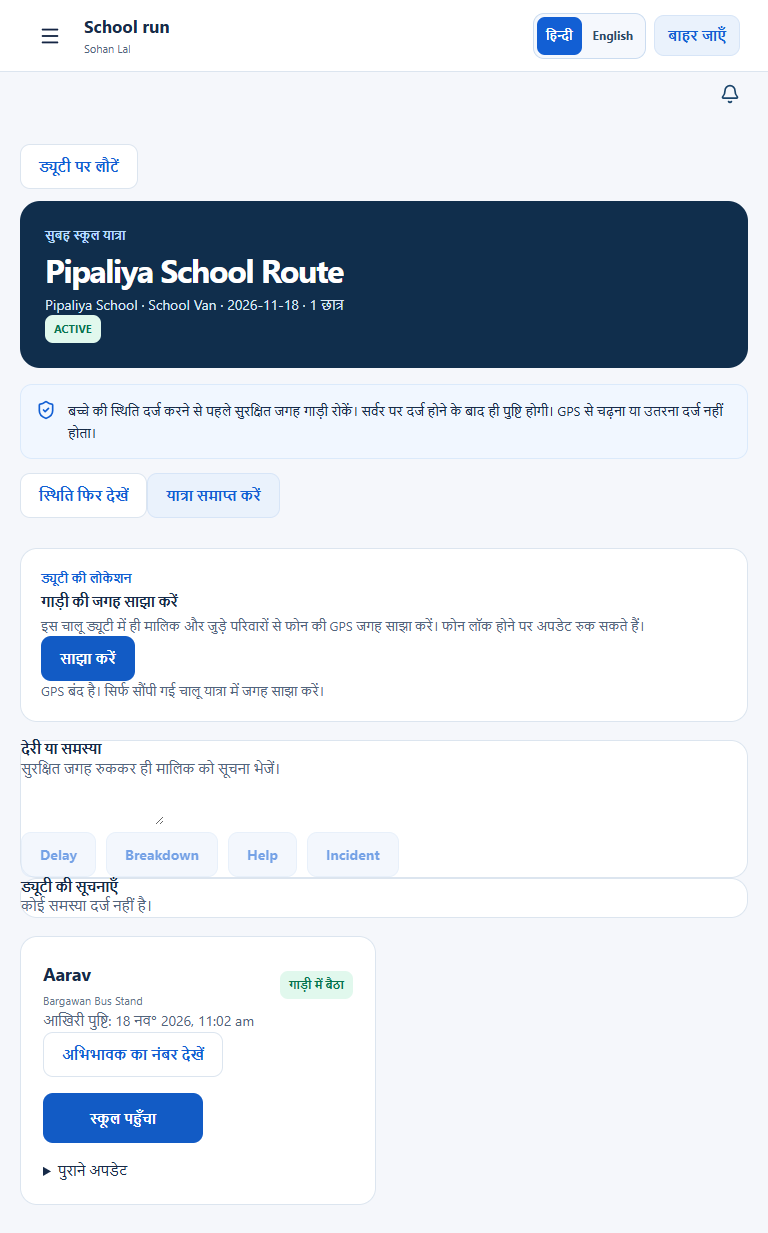 School run
Sohan Lal
हिन्दी
English
बाहर जाएँ
ड्यूटी पर लौटें
सुबह स्कूल यात्रा
Pipaliya School Route
Pipaliya School · School Van · 2026-11-18 · 1 छात्र
ACTIVE
बच्चे की स्थिति दर्ज करने से पहले सुरक्षित जगह गाड़ी रोकें। सर्वर पर दर्ज होने के बाद ही पुष्टि होगी। GPS से चढ़ना या उतरना दर्ज नहीं
होता।
स्थिति फिर देखें
यात्रा समाप्त करें
ड्यूटी की लोकेशन
गाड़ी की जगह साझा करें
इस चालू ड्यूटी में ही मालिक और जुड़े परिवारों से फोन की GPS जगह साझा करें। फोन लॉक होने पर अपडेट रुक सकते हैं।
साझा करें
GPS बंद है। सिर्फ सौंपी गई चालू यात्रा में जगह साझा करें।
देरी या समस्या
सुरक्षित जगह रुककर ही मालिक को सूचना भेजें।
Delay
Breakdown
Help
Incident
ड्यूटी की सूचनाएँ
कोई समस्या दर्ज नहीं है।
Aarav
गाड़ी में बैठा
Bargawan Bus Stand
आखिरी पुष्टि: 18 नव॰ 2026, 11:02 am
अभिभावक का नंबर देखें
स्कूल पहुँचा
पुराने अपडेट